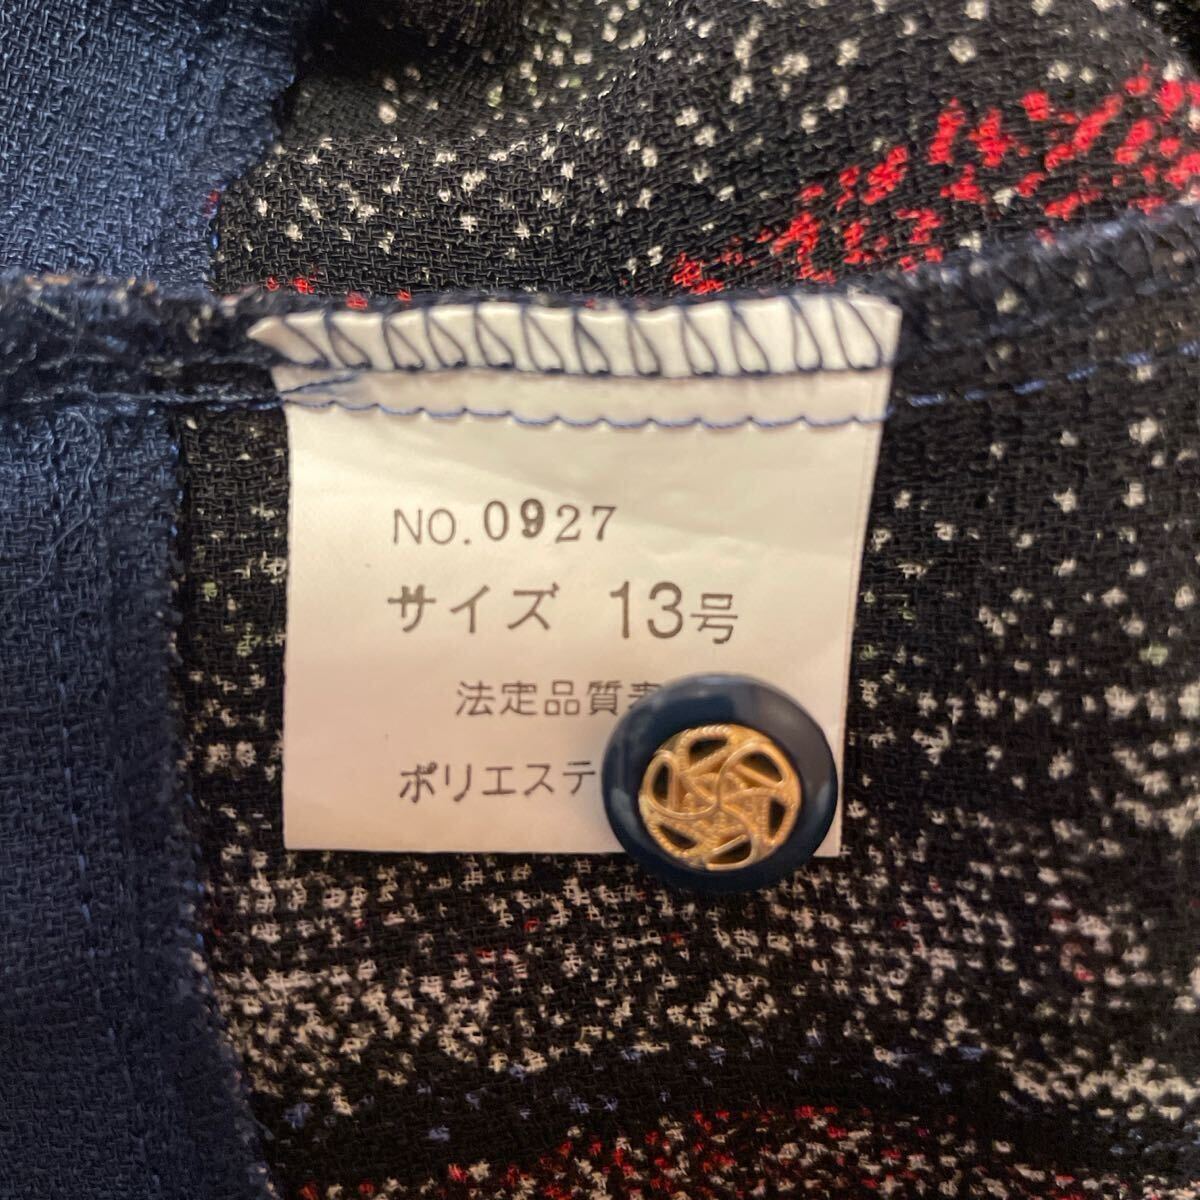 NO. 0927
サイズ 13号
法定品質表
ポリエステ